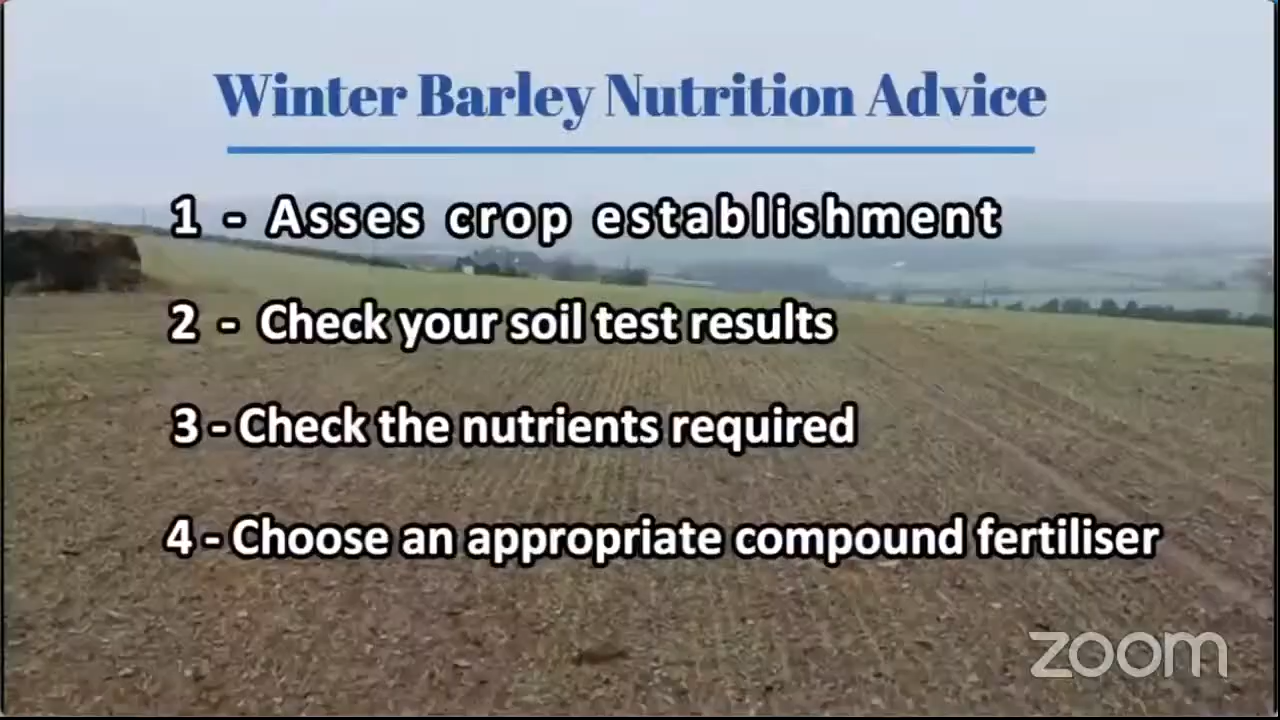 Winter Barley Nutrition Advice
1 - Asses crop establishment
2 - Check your soil test results
3 - Check the nutrients required
4 - Choose an appropriate compound fertiliser
zoom